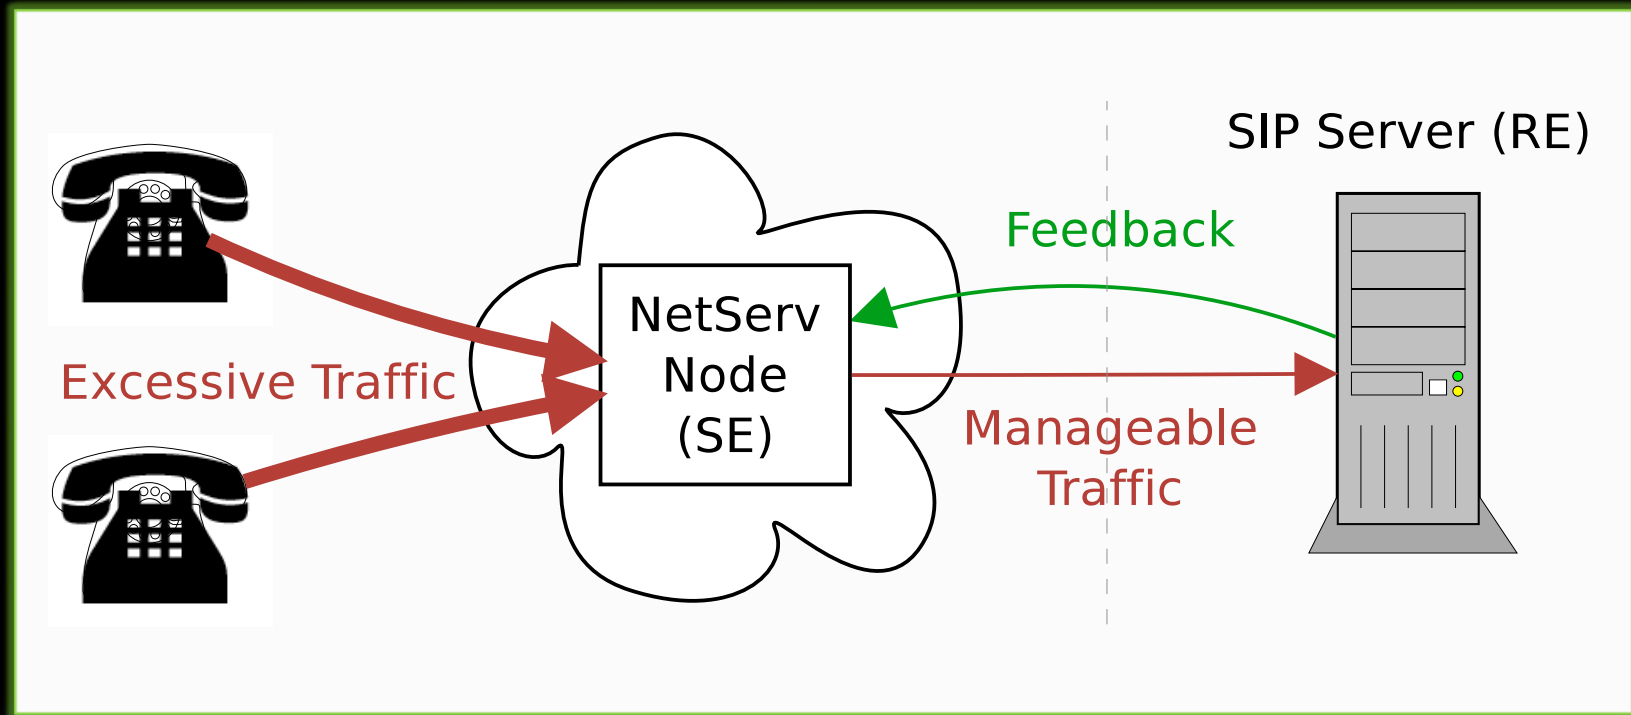 SIP Server (RE)
Feedback
NetServ
Node
(SE)
Excessive Traffic
Manageable
Traffic